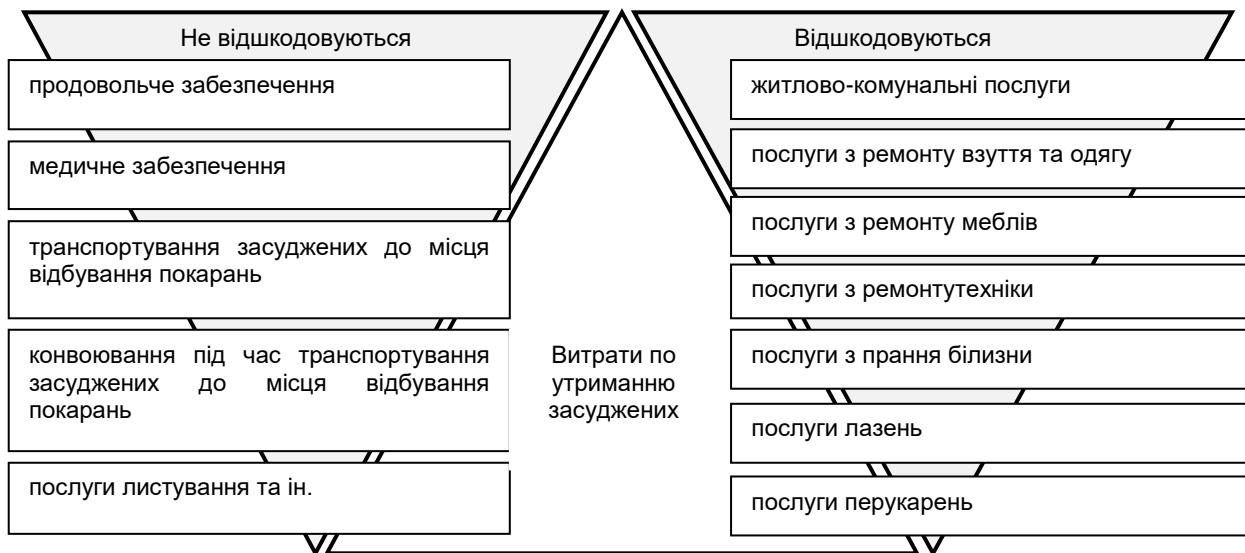 Не відшкодовуються
продовольче забезпечення
медичне забезпечення
транспортування засуджених до місця
відбування покарань
конвоювання під час транспортування
засуджених до місця відбування
покарань
послуги листування та ін.
Витрати по
утриманню
засуджених
Відшкодовуються
житлово-комунальні послуги
послуги з ремонту взуття та одягу
послуги з ремонту меблів
послуги з ремонтутехніки
послуги з прання білизни
послуги лазень
послуги перукарень